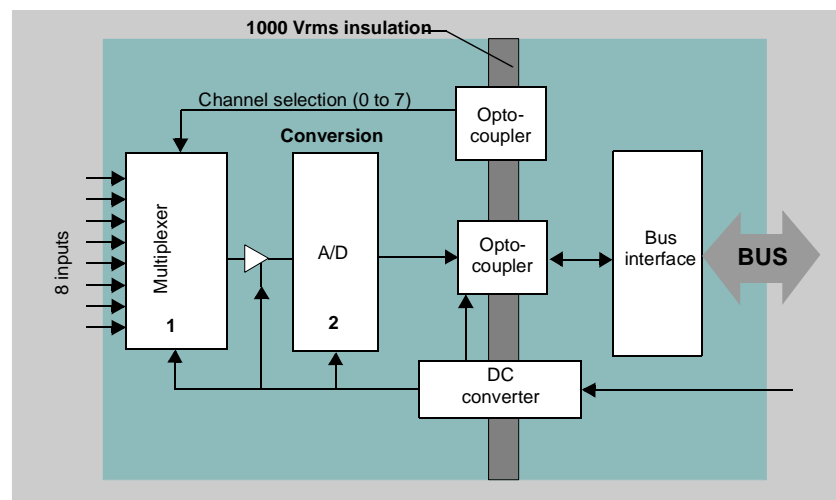 1000 Vrms insulation
Channel selection (0 to 7)
Opto-
coupler
Conversion
8 inputs
Multiplexer
1
A/D
2
Opto-
coupler
Bus
interface
BUS
DC
converter